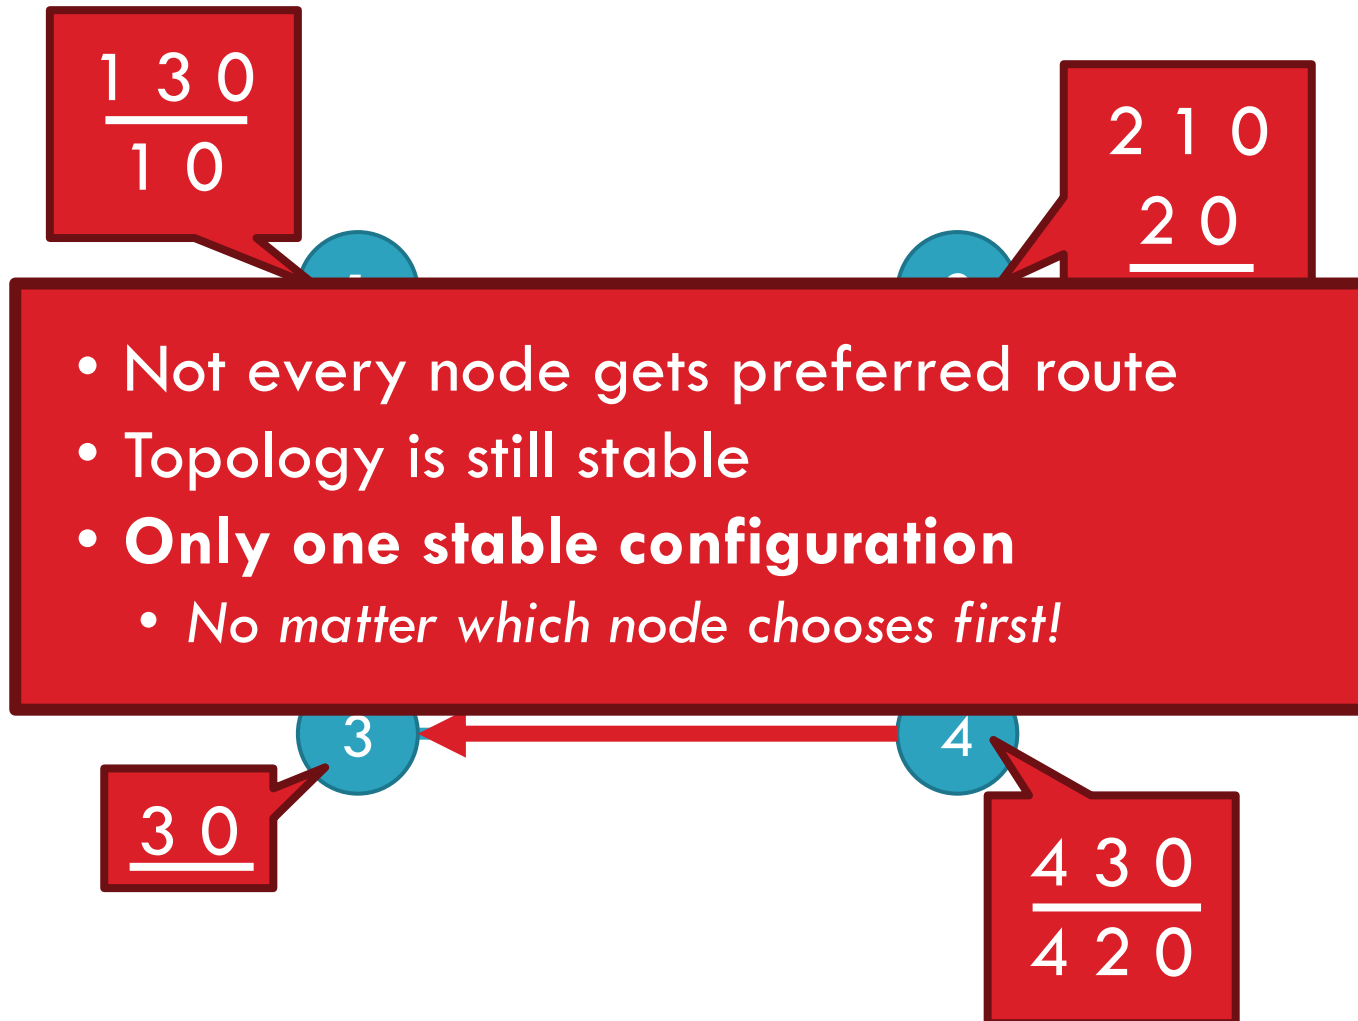 1 3 0
1 0
2 1 0
2 0
• Not every node gets preferred route
• Topology is still stable
• Only one stable configuration
• No matter which node chooses first!
3
4
3 0
4 3 0
4 2 0